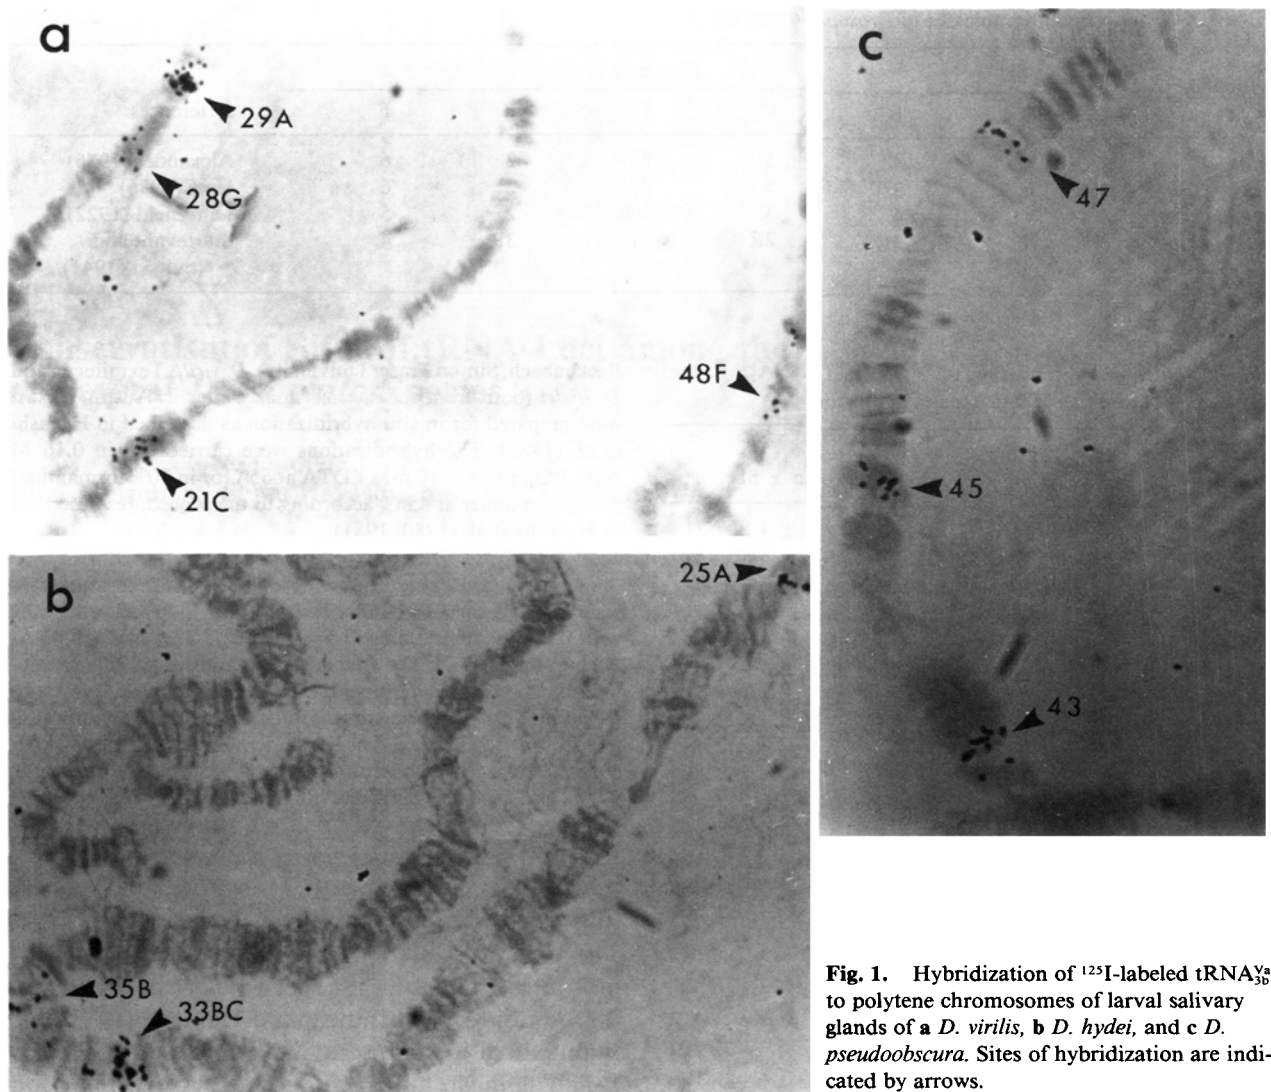 a
29A
28G
21C
48F
b
25A
35B
33BC
c
47
45
43
Fig. 1. Hybridization of ¹²⁵I-labeled tRNA
to polytene chromosomes of larval salivary
glands of a D. virilis, b D. hydei, and c D.
pseudoobscura. Sites of hybridization are indi-
cated by arrows.